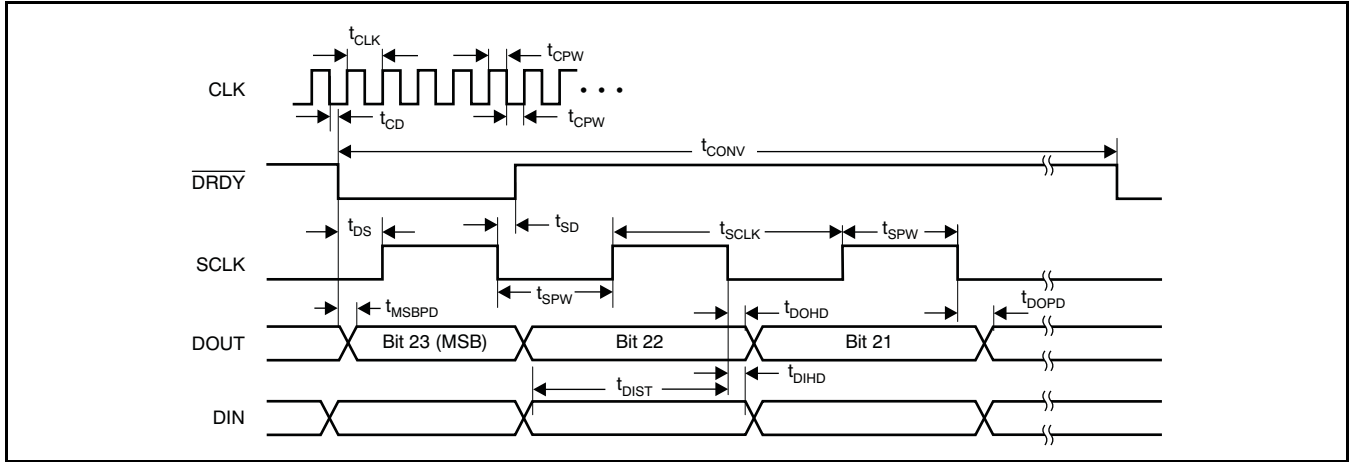 tCLK
tCPW
CLK
• • •
tCD
tCPW
tCONV
DRDY
tDS
tSD
tSCLK
tSPW
SCLK
tSPW
tMSBPD
tDOHD
tDOPD
DOUT
Bit 23 (MSB)
Bit 22
Bit 21
tDIST
tDIHD
DIN